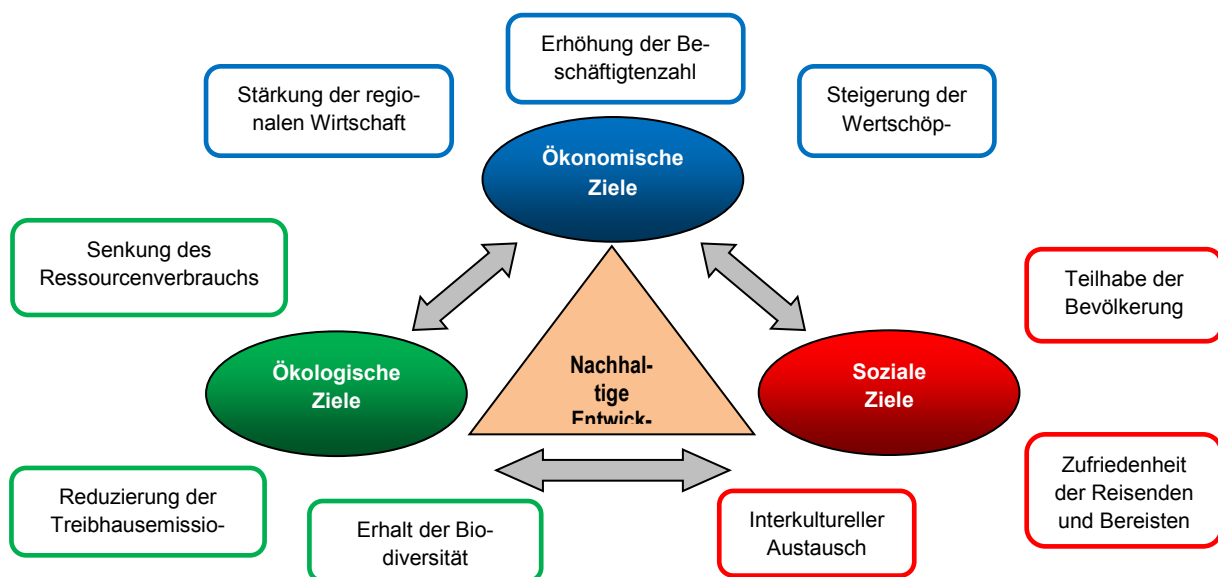 Erhöhung der Be-
schäftigtenzahl
Stärkung der regio-
nalen Wirtschaft
Steigerung der
Wertschöp-
Ökonomische
Ziele
Senkung des
Ressourcenverbrauchs
Teilhabe der
Bevölkerung
Ökologische
Ziele
Nachhal-
tige
Entwick-
Soziale
Ziele
Reduzierung der
Treibhausemissio-
Erhalt der Bio-
diversität
Interkultureller
Austausch
Zufriedenheit
der Reisenden
und Bereisten